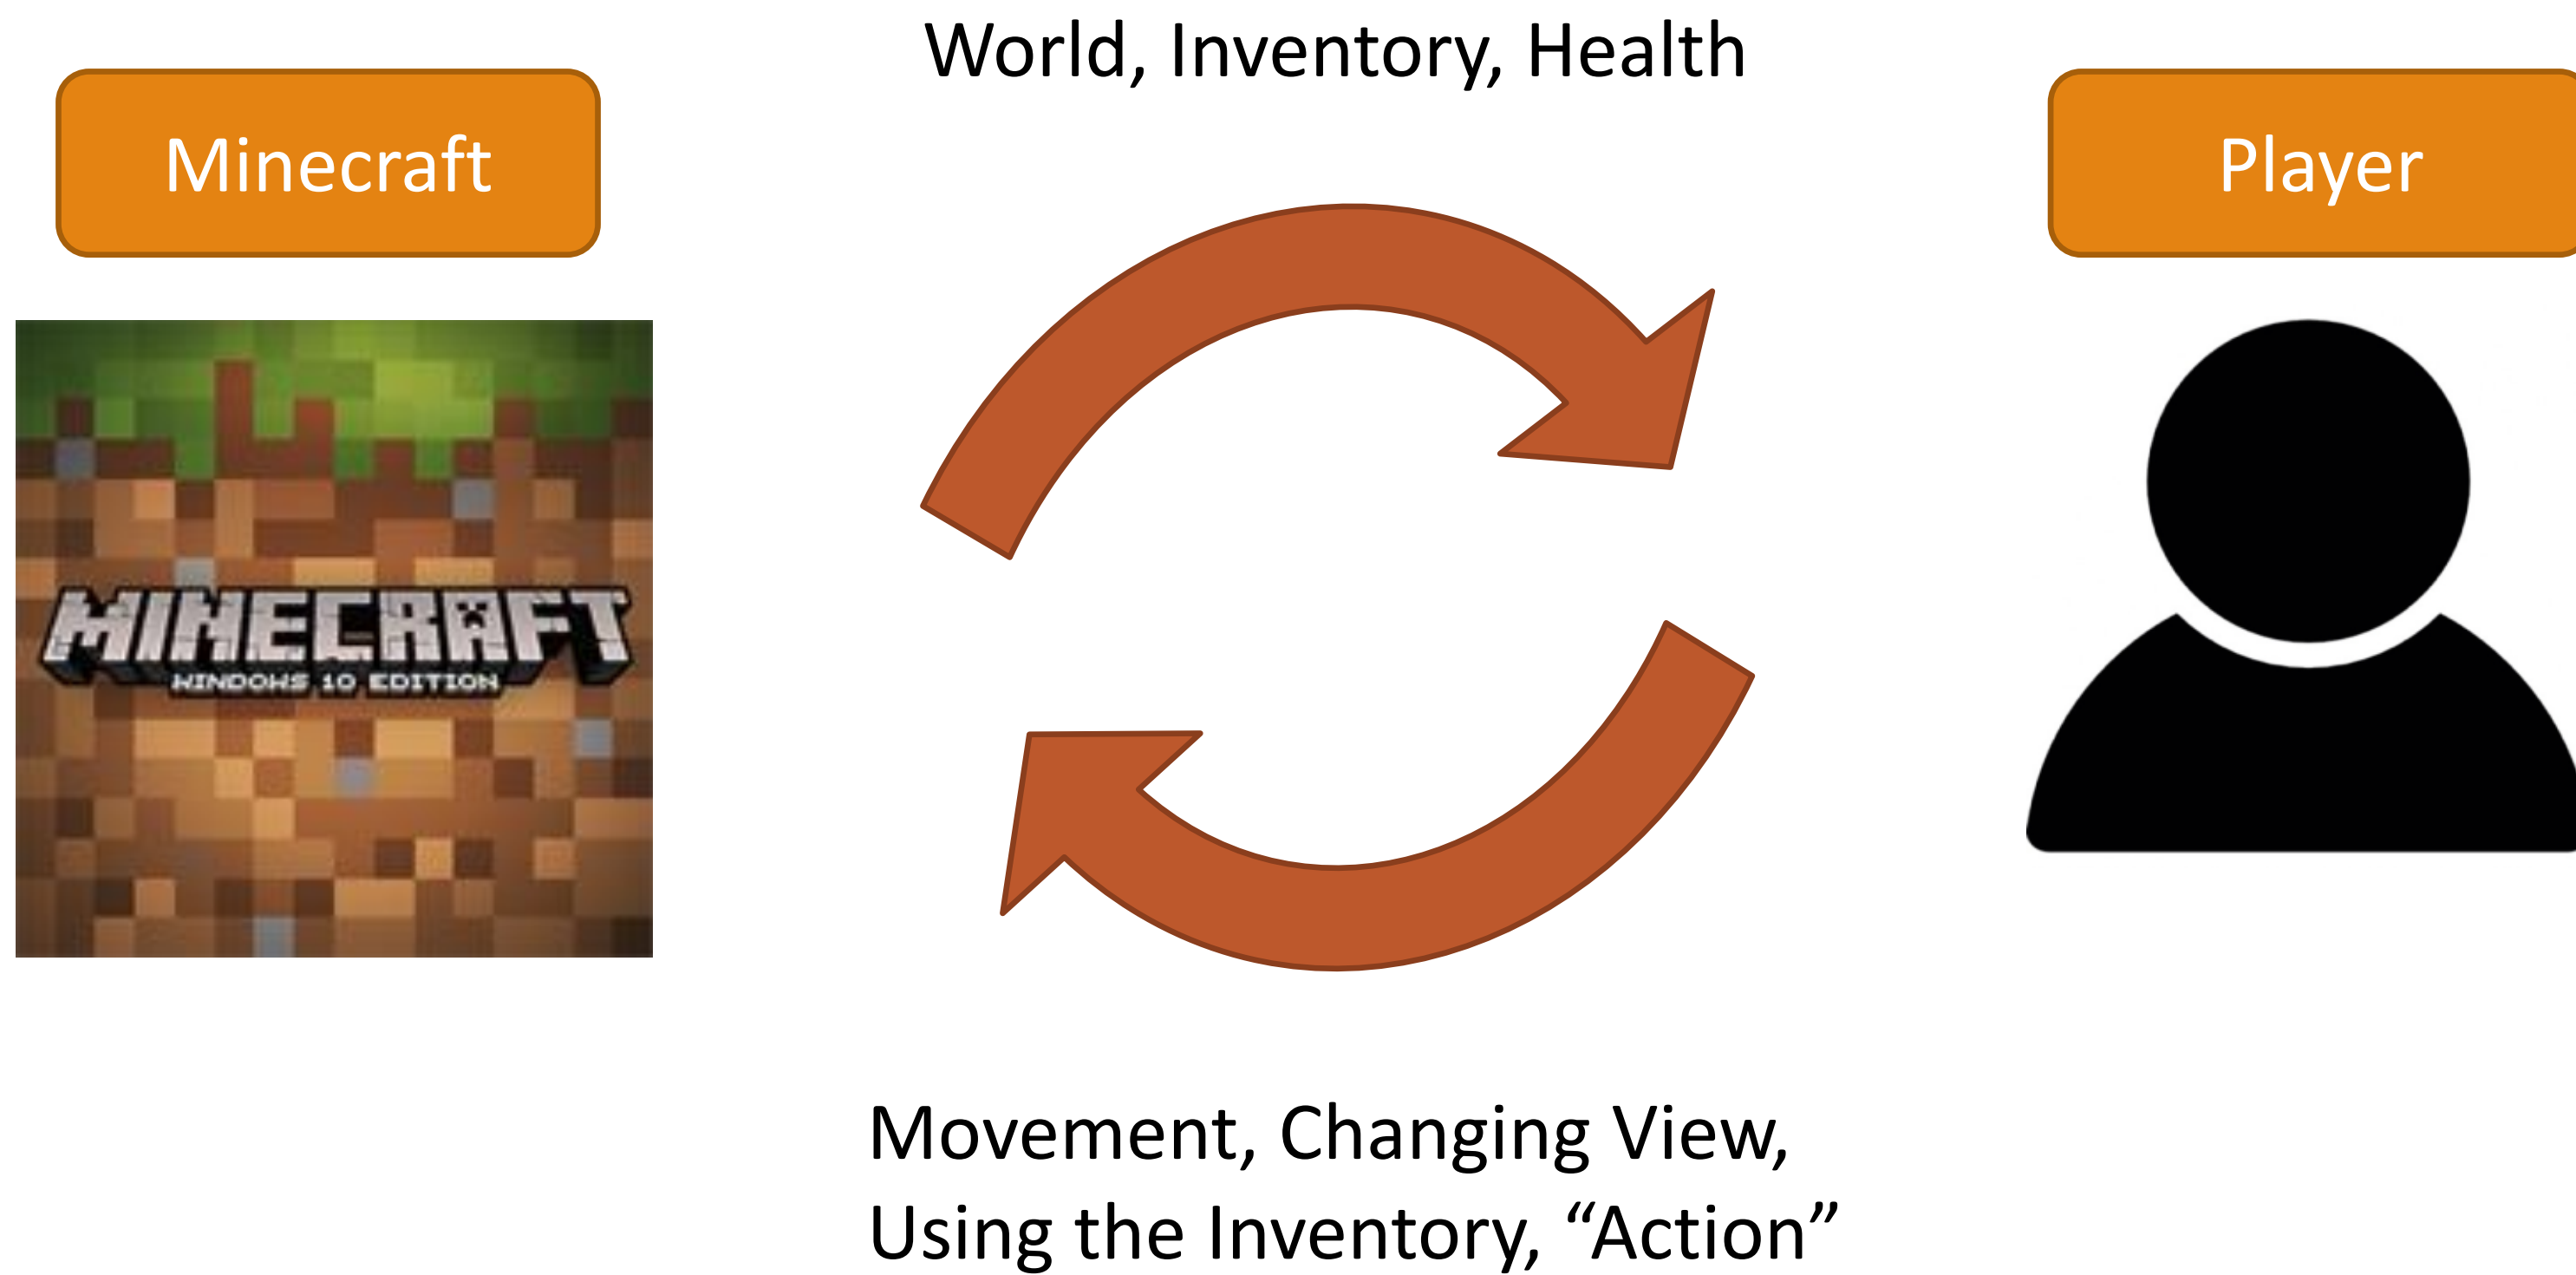 World, Inventory, Health
Minecraft
Player
MINECRAFT
WINDOWS 10 EDITION
Movement, Changing View,
Using the Inventory, “Action”